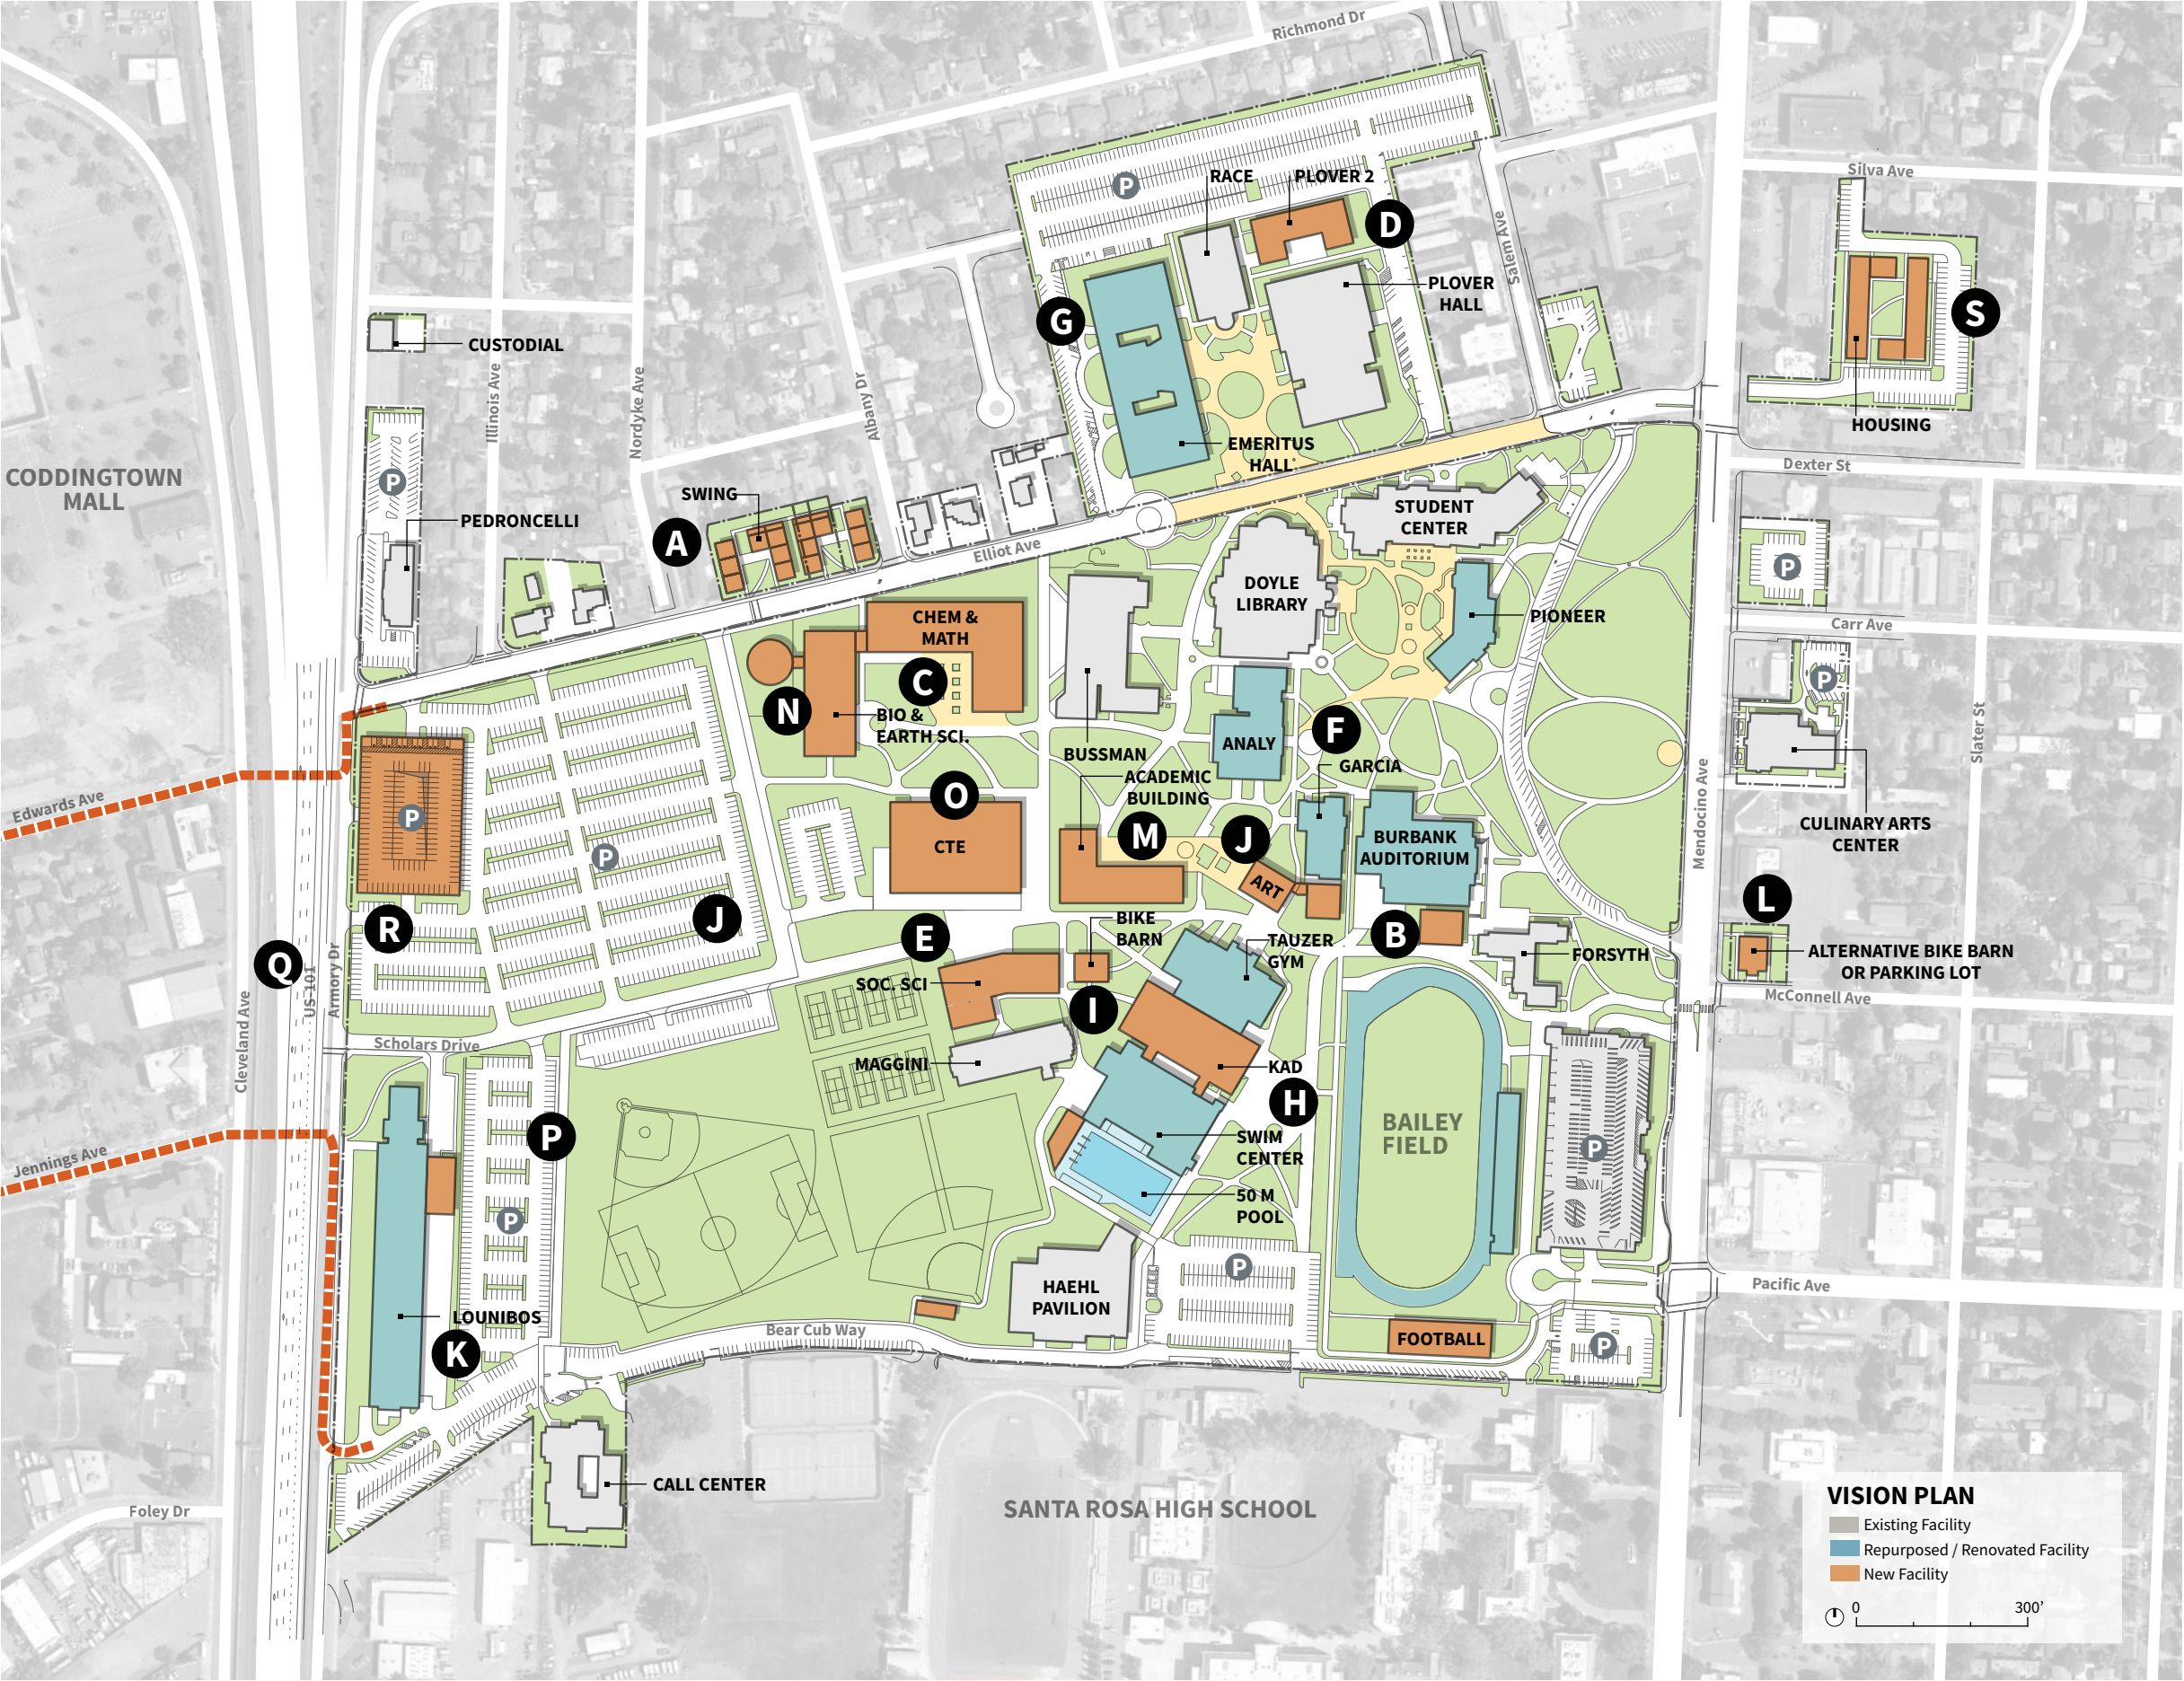 Richmond Dr
RACE
PLOVER 2
P
D
Silva Ave
Salem Ave
PLOVER
HALL
G
S
CUSTODIAL
Illinois Ave
Nordyke Ave
Albany Dr
HOUSING
EMERITUS
HALL
Dexter St
CODDINGTOWN
MALL
P
SWING
PEDRONCELLI
A
STUDENT
CENTER
Elliot Ave
P
DOYLE
LIBRARY
CHEM &
MATH
PIONEER
Carr Ave
C
P
N
BIO &
EARTH SCI.
F
ANALY
BUSSMAN
Slater St
GARCIA
ACADEMIC
BUILDING
Edwards Ave
O
P
Mendocino Ave
CULINARY ARTS
CENTER
M
J
BURBANK
AUDITORIUM
CTE
P
ART
L
J
R
BIKE
BARN
E
B
TAUZER
GYM
FORSYTH
ALTERNATIVE BIKE BARN
OR PARKING LOT
Q
US-101
Armory Dr
SOC. SCI
McConnell Ave
I
Cleveland Ave
Scholars Drive
MAGGINI
KAD
H
BAILEY
FIELD
P
SWIM
CENTER
P
Jennings Ave
50 M
POOL
P
P
HAEHL
PAVILION
Pacific Ave
LOUNIBOS
Bear Cub Way
FOOTBALL
P
K
CALL CENTER
SANTA ROSA HIGH SCHOOL
Foley Dr
VISION PLAN
Existing Facility
Repurposed / Renovated Facility
New Facility
0 300’